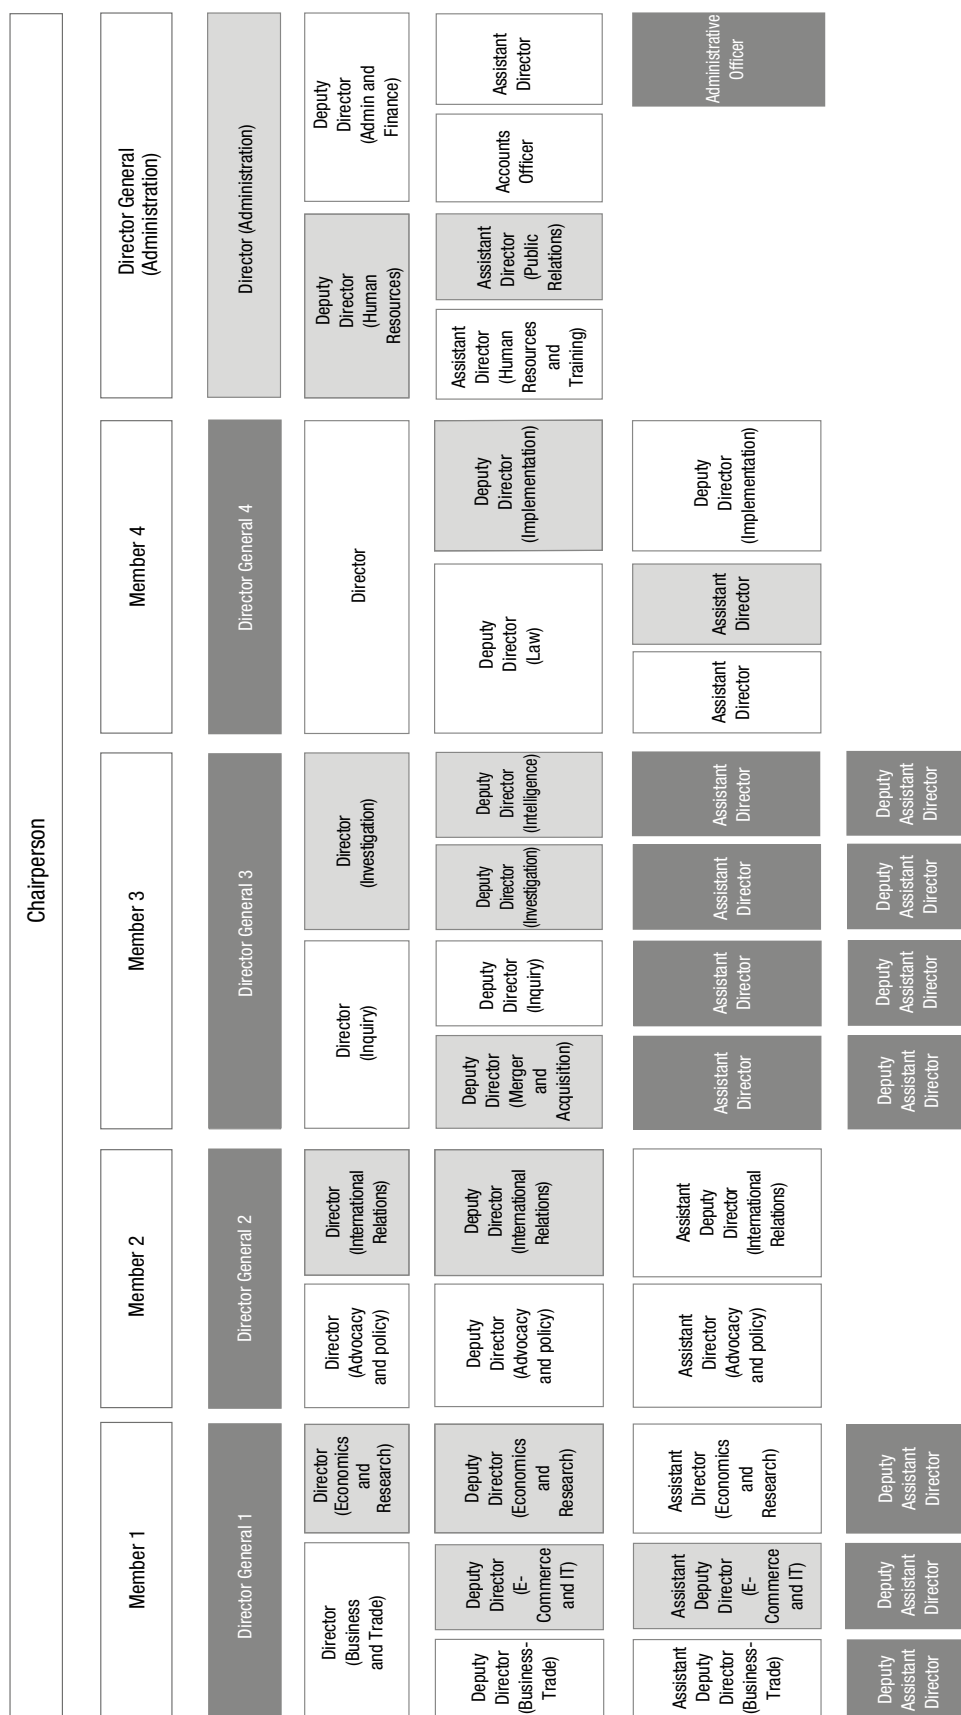 Chairperson
Member 1
Member 2
Member 3
Member 4
Director General
(Administration)
Director General 1
Director General 2
Director General 3
Director General 4
Director (Administration)
Director
(Business
and Trade)
Director
(Economics
and
Research)
Director
(Advocacy
and policy)
Director
(International
Relations)
Director
(Inquiry)
Director
(Investigation)
Director
Deputy
Director
(Human
Resources)
Deputy
Director
(Admin and
Finance)
Deputy
Director
(Business-
Trade)
Deputy
Director
(E-
Commerce
and IT)
Deputy
Director
(Economics
and
Research)
Deputy
Director
(Advocacy
and policy)
Deputy
Director
(International
Relations)
Deputy
Director
(Merger
and
Acquisition)
Deputy
Director
(Inquiry)
Deputy
Director
(Investigation)
Deputy
Director
(Intelligence)
Deputy
Director
(Law)
Deputy
Director
(Implementation)
Assistant
Director
(Human
Resources
and
Training)
Assistant
Director
(Public
Relations)
Accounts
Officer
Assistant
Director
Assistant
Deputy
Director
(Business-
Trade)
Assistant
Deputy
Director
(E-
Commerce
and IT)
Assistant
Director
(Economics
and
Research)
Assistant
Director
(Advocacy
and policy)
Assistant
Deputy
Director
(International
Relations)
Assistant
Director
Assistant
Director
Assistant
Director
Assistant
Director
Assistant
Director
Assistant
Director
Deputy
Director
(Implementation)
Administrative
Officer
Deputy
Assistant
Director
Deputy
Assistant
Director
Deputy
Assistant
Director
Deputy
Assistant
Director
Deputy
Assistant
Director
Deputy
Assistant
Director
Deputy
Assistant
Director